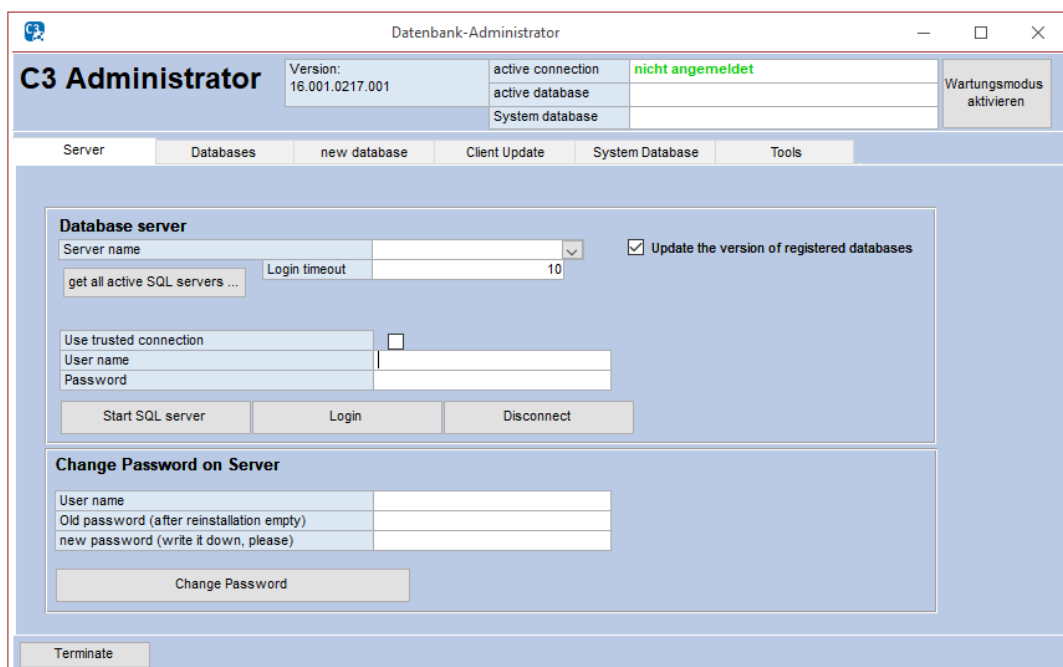 Datenbank-Administrator
C3 Administrator
Version:
16.001.0217.001
active connection
nicht angemeldet
active database
System database
Wartungsmodus
aktivieren
Server
Databases
new database
Client Update
System Database
Tools
Database server
Server name
Update the version of registered databases
get all active SQL servers ...
Login timeout
10
Use trusted connection
User name
Password
Start SQL server
Login
Disconnect
Change Password on Server
User name
Old password (after reinstallation empty)
new password (write it down, please)
Change Password
Terminate